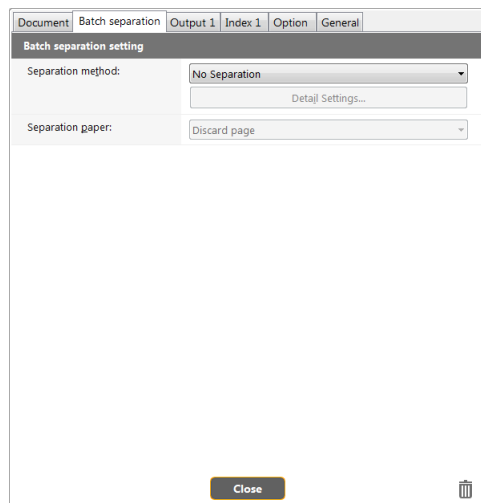 Document Batch separation Output 1 Index 1 Option General
Batch separation setting
Separation method: No Separation
Detail Settings...
Separation paper: Discard page
Close